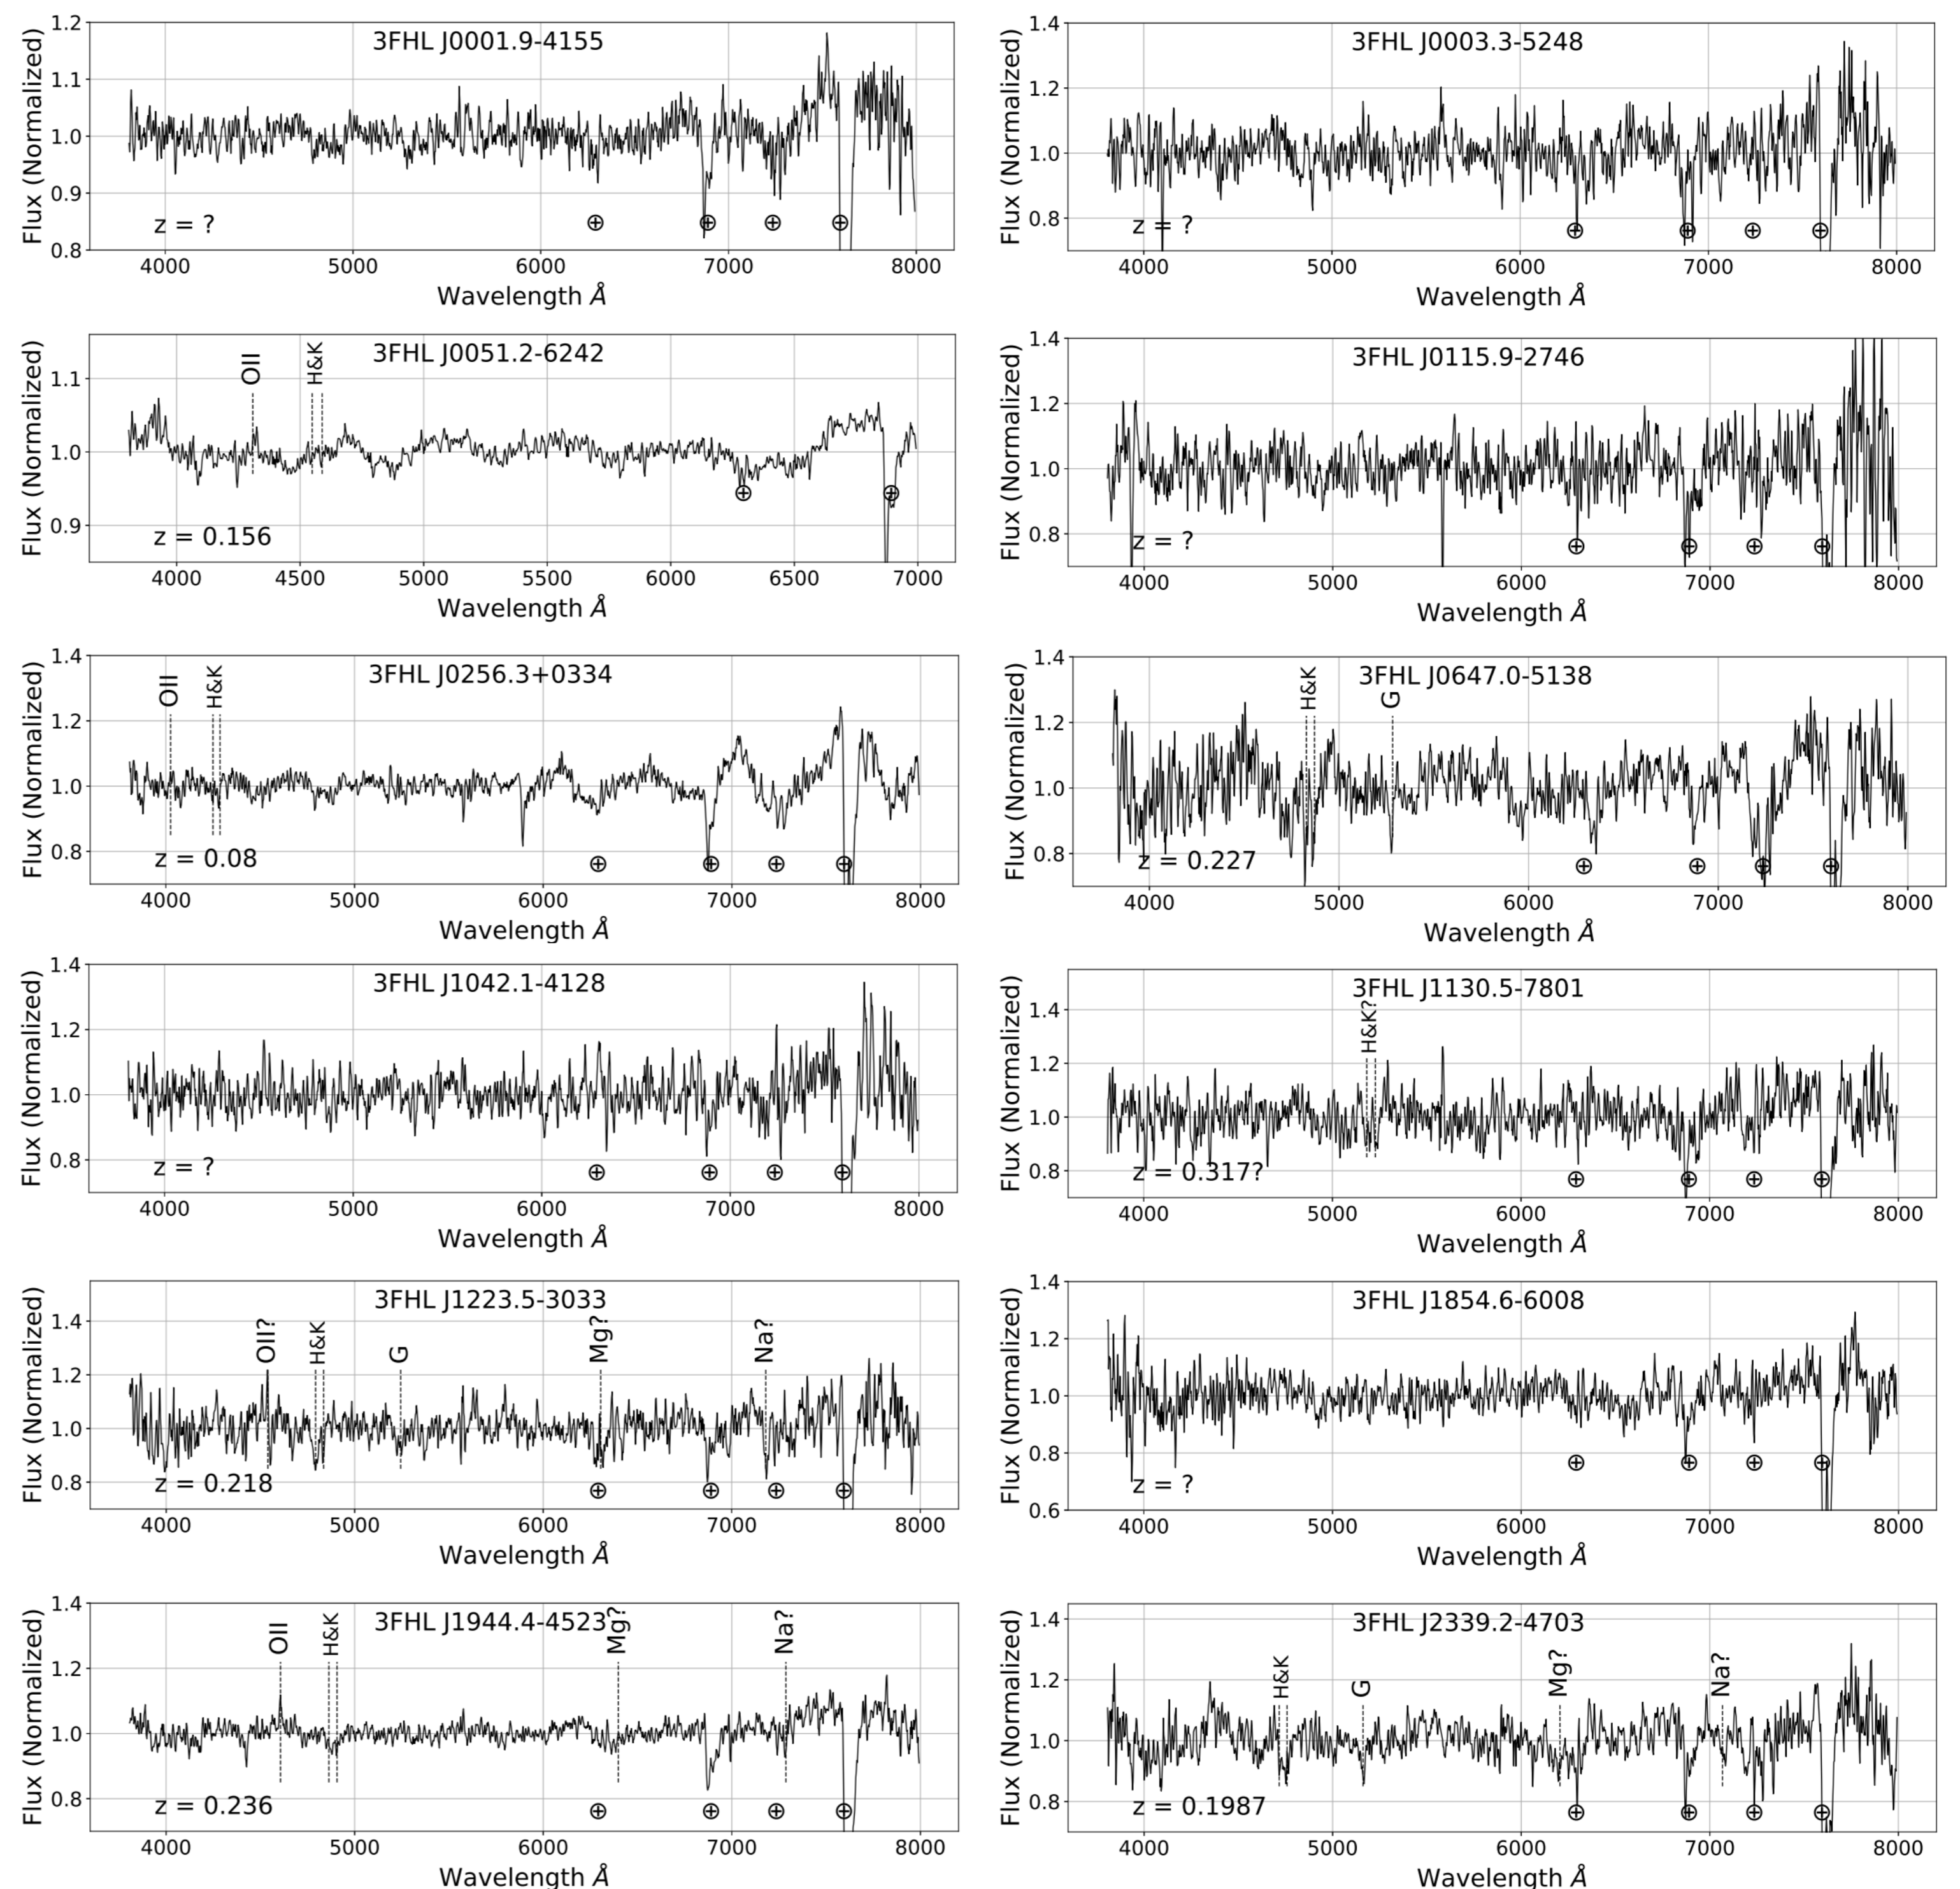 1.2
1.1
1.0
0.9
0.8
Flux (Normalized)
3FHL J0001.9-4155
z = ?
⊕ ⊕ ⊕ ⊕
4000 5000 6000 7000 8000
Wavelength Å
1.4
1.2
1.0
0.8
Flux (Normalized)
3FHL J0003.3-5248
z = ?
⊕ ⊕ ⊕ ⊕
4000 5000 6000 7000 8000
Wavelength Å
1.1
1.0
0.9
Flux (Normalized)
OII H&K
3FHL J0051.2-6242
z = 0.156
⊕ ⊕
4000 4500 5000 5500 6000 6500 7000
Wavelength Å
1.4
1.2
1.0
0.8
Flux (Normalized)
3FHL J0115.9-2746
z = ?
⊕ ⊕ ⊕ ⊕
4000 5000 6000 7000 8000
Wavelength Å
1.4
1.2
1.0
0.8
Flux (Normalized)
OII H&K
3FHL J0256.3+0334
z = 0.08
⊕ ⊕ ⊕ ⊕
4000 5000 6000 7000 8000
Wavelength Å
1.4
1.2
1.0
0.8
Flux (Normalized)
H&K G
3FHL J0647.0-5138
z = 0.227
⊕ ⊕ ⊕ ⊕
4000 5000 6000 7000 8000
Wavelength Å
1.4
1.2
1.0
0.8
Flux (Normalized)
3FHL J1042.1-4128
z = ?
⊕ ⊕ ⊕ ⊕
4000 5000 6000 7000 8000
Wavelength Å
1.4
1.2
1.0
0.8
Flux (Normalized)
3FHL J1130.5-7801
H&K?
z = 0.317?
⊕ ⊕ ⊕ ⊕
4000 5000 6000 7000 8000
Wavelength Å
1.4
1.2
1.0
0.8
Flux (Normalized)
3FHL J1223.5-3033
OII? H&K G Mg? Na?
z = 0.218
⊕ ⊕ ⊕ ⊕
4000 5000 6000 7000 8000
Wavelength Å
1.4
1.2
1.0
0.8
0.6
Flux (Normalized)
3FHL J1854.6-6008
z = ?
⊕ ⊕ ⊕ ⊕
4000 5000 6000 7000 8000
Wavelength Å
1.4
1.2
1.0
0.8
Flux (Normalized)
3FHL J1944.4-4523
OII H&K Mg? Na?
z = 0.236
⊕ ⊕ ⊕ ⊕
4000 5000 6000 7000 8000
Wavelength Å
1.4
1.2
1.0
0.8
Flux (Normalized)
3FHL J2339.2-4703
H&K G Mg? Na?
z = 0.1987
⊕ ⊕ ⊕ ⊕
4000 5000 6000 7000 8000
Wavelength Å